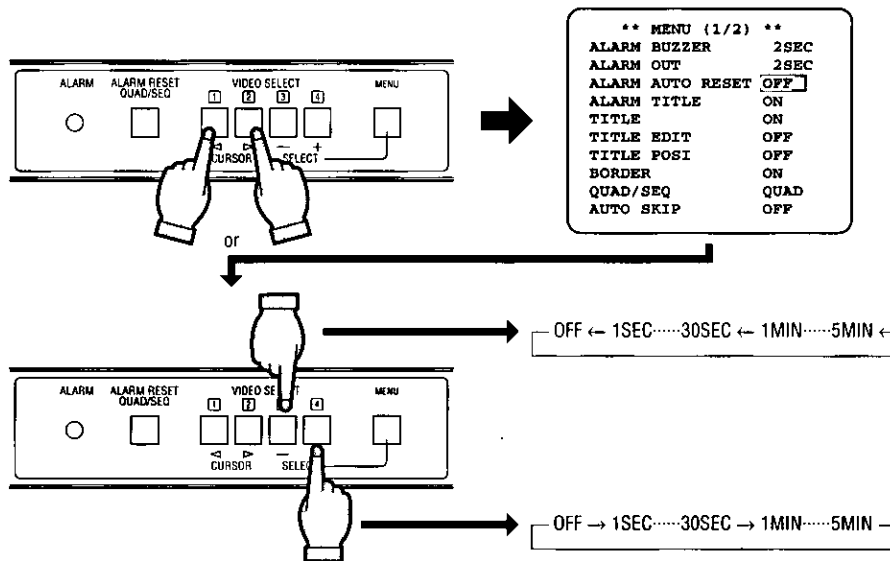 ALARM
ALARM RESET
QUAD/SEQ
VIDEO SELECT
MENU
1 2 3 4
◁ ▷ — +
CURSOR SELECT
or
** MENU (1/2) **
ALARM BUZZER 2SEC
ALARM OUT 2SEC
ALARM AUTO RESET OFF
ALARM TITLE ON
TITLE ON
TITLE EDIT OFF
TITLE POSI OFF
BORDER ON
QUAD/SEQ QUAD
AUTO SKIP OFF
OFF ← 1SEC·····30SEC ← 1MIN·····5MIN ←
ALARM
ALARM RESET
QUAD/SEQ
VIDEO SE T
MENU
1 2 4
◁ ▷ —
CURSOR SELEC
OFF → 1SEC·····30SEC → 1MIN·····5MIN —